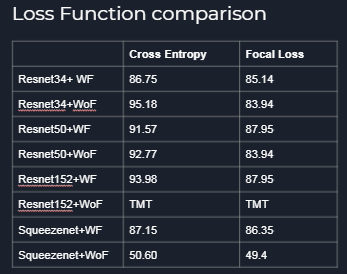 Loss Function comparison
Cross Entropy Focal Loss
Resnet34+ WF 86.75 85.14
Resnet34+WoF 95.18 83.94
Resnet50+WF 91.57 87.95
Resnet50+WoF 92.77 83.94
Resnet152+WF 93.98 87.95
Resnet152+WoF TMT TMT
Squeezenet+WF 87.15 86.35
Squeezenet+WoF 50.60 49.4